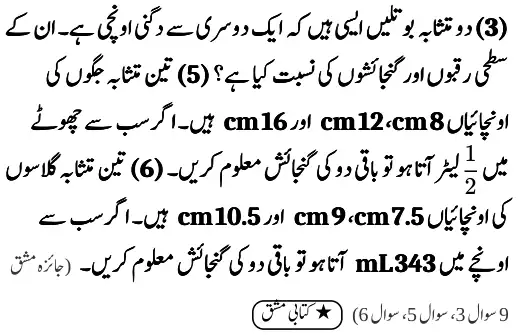 (3) دو متشابہ بوتلیں ایسی ہیں کہ ایک دوسری سے دگنی اونچی ہے۔ ان کے
سطحی رقبوں اور گنجائشوں کی نسبت کیا ہے؟ (5) تین متشابہ جگوں کی
اونچائیاں 8cm، 12cm اور 16cm ہیں۔ اگر سب سے چھوٹے
میں 1/2 لیٹر آتا ہو تو باقی دو کی گنجائش معلوم کریں۔ (6) تین متشابہ گلاسوں
کی اونچائیاں 7.5cm، 9cm اور 10.5cm ہیں۔ اگر سب سے
اونچے میں 343mL آتا ہو تو باقی دو کی گنجائش معلوم کریں۔ (جائزہ مشق
9 سوال 3، سوال 5، سوال 6) ★ کتابی مشق